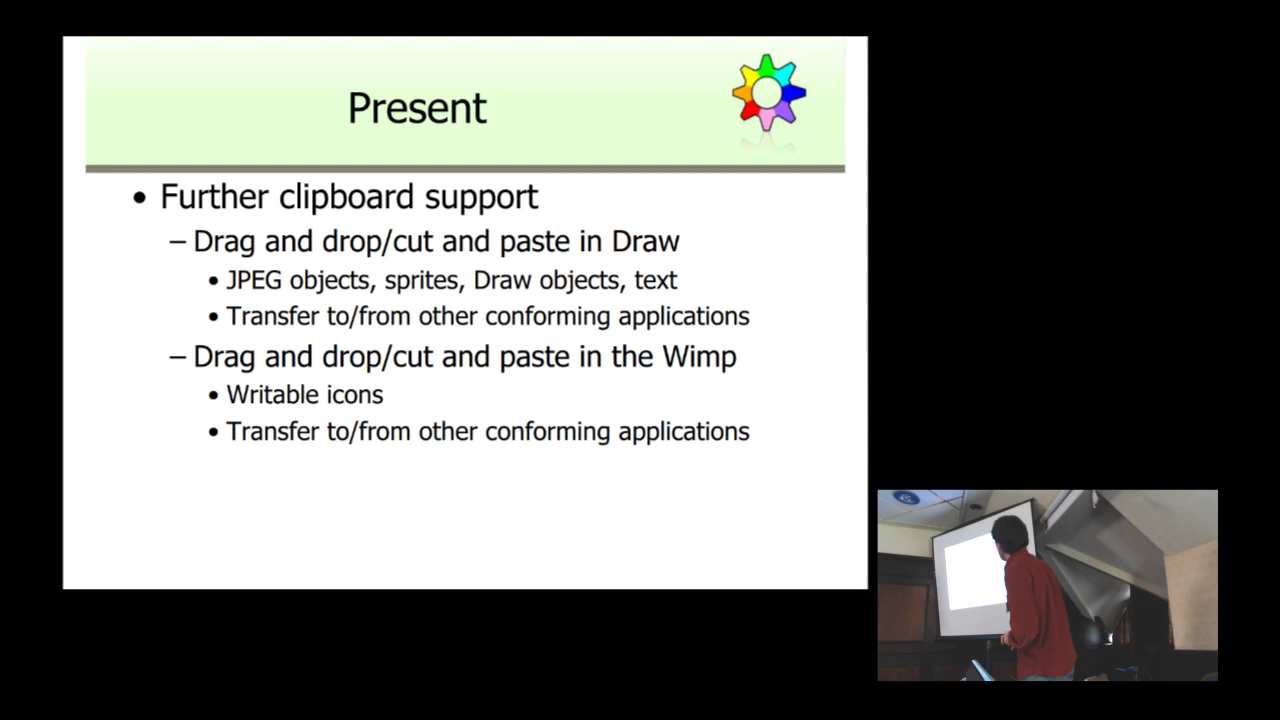 Present
• Further clipboard support
– Drag and drop/cut and paste in Draw
• JPEG objects, sprites, Draw objects, text
• Transfer to/from other conforming applications
– Drag and drop/cut and paste in the Wimp
• Writable icons
• Transfer to/from other conforming applications